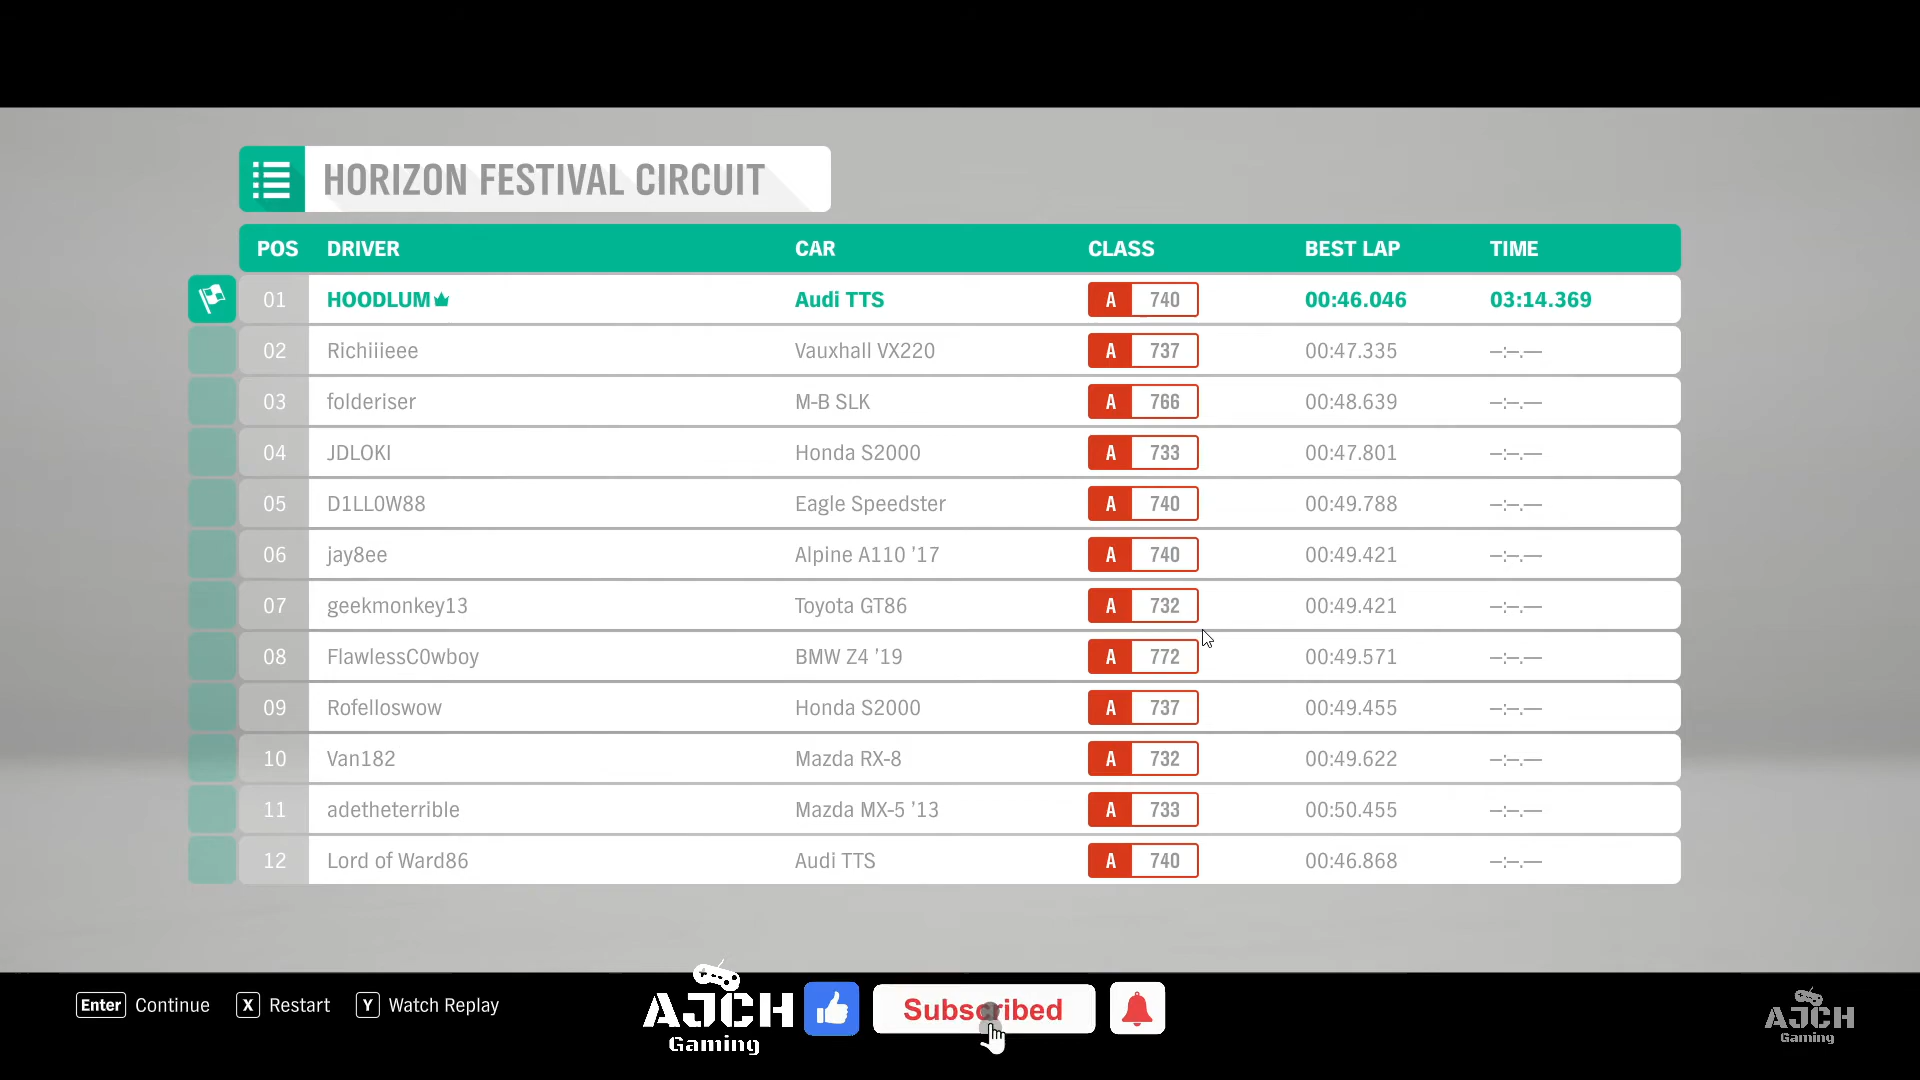 HORIZON FESTIVAL CIRCUIT
POS DRIVER CAR CLASS BEST LAP TIME
01 HOODLUM Audi TTS A 740 00:46.046 03:14.369
02 Richiiieee Vauxhall VX220 A 737 00:47.335 --:--.---
03 folderiser M-B SLK A 766 00:48.639 --:--.---
04 JDLOKI Honda S2000 A 733 00:47.801 --:--.---
05 D1LL0W88 Eagle Speedster A 740 00:49.788 --:--.---
06 jay8ee Alpine A110 ’17 A 740 00:49.421 --:--.---
07 geekmonkey13 Toyota GT86 A 732 00:49.421 --:--.---
08 FlawlessC0wboy BMW Z4 ’19 A 772 00:49.571 --:--.---
09 Rofelloswow Honda S2000 A 737 00:49.455 --:--.---
10 Van182 Mazda RX-8 A 732 00:49.622 --:--.---
11 adetheterrible Mazda MX-5 ’13 A 733 00:50.455 --:--.---
12 Lord of Ward86 Audi TTS A 740 00:46.868 --:--.---
Enter Continue X Restart Y Watch Replay
AJCH
Gaming
Subscribed
AJCH
Gaming